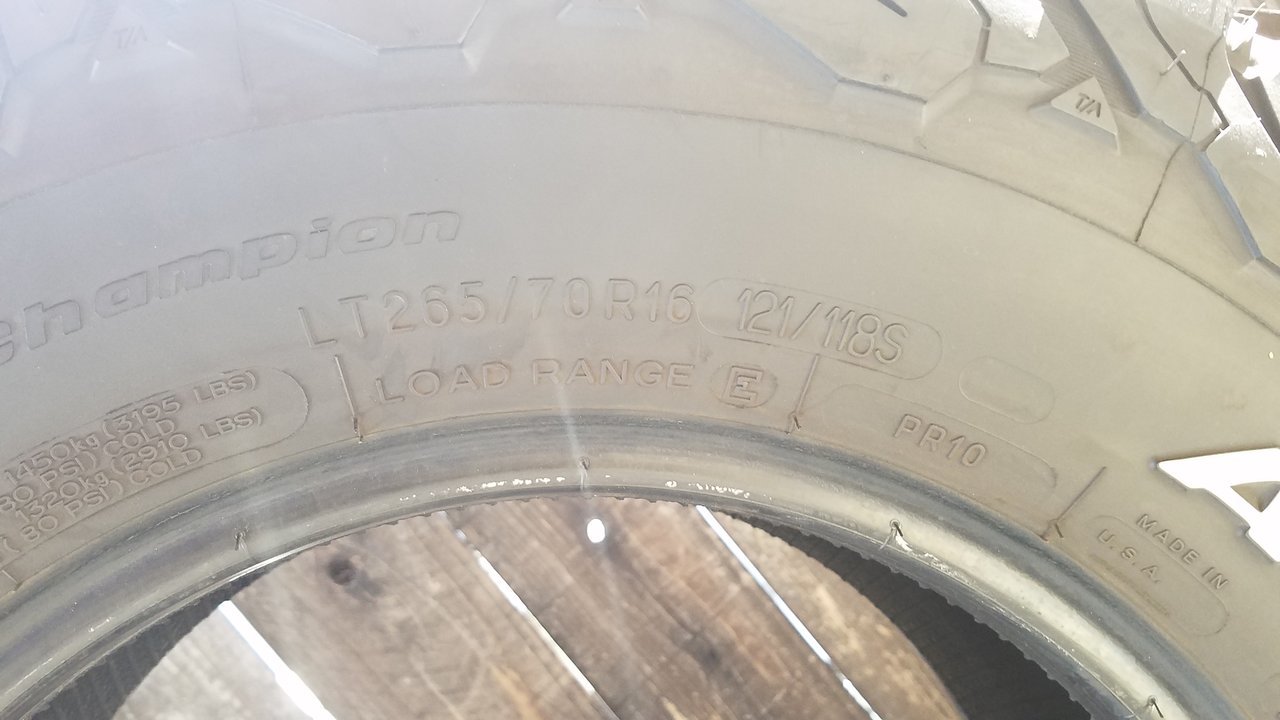 T/A
T/A
champion
LT265/70R16 121/118S
LOAD RANGE E
1450kg (3195 LBS)
80 PSI) COLD
1320kg (2910 LBS)
( 80 PSI) COLD
PR10
MADE IN
U.S.A.